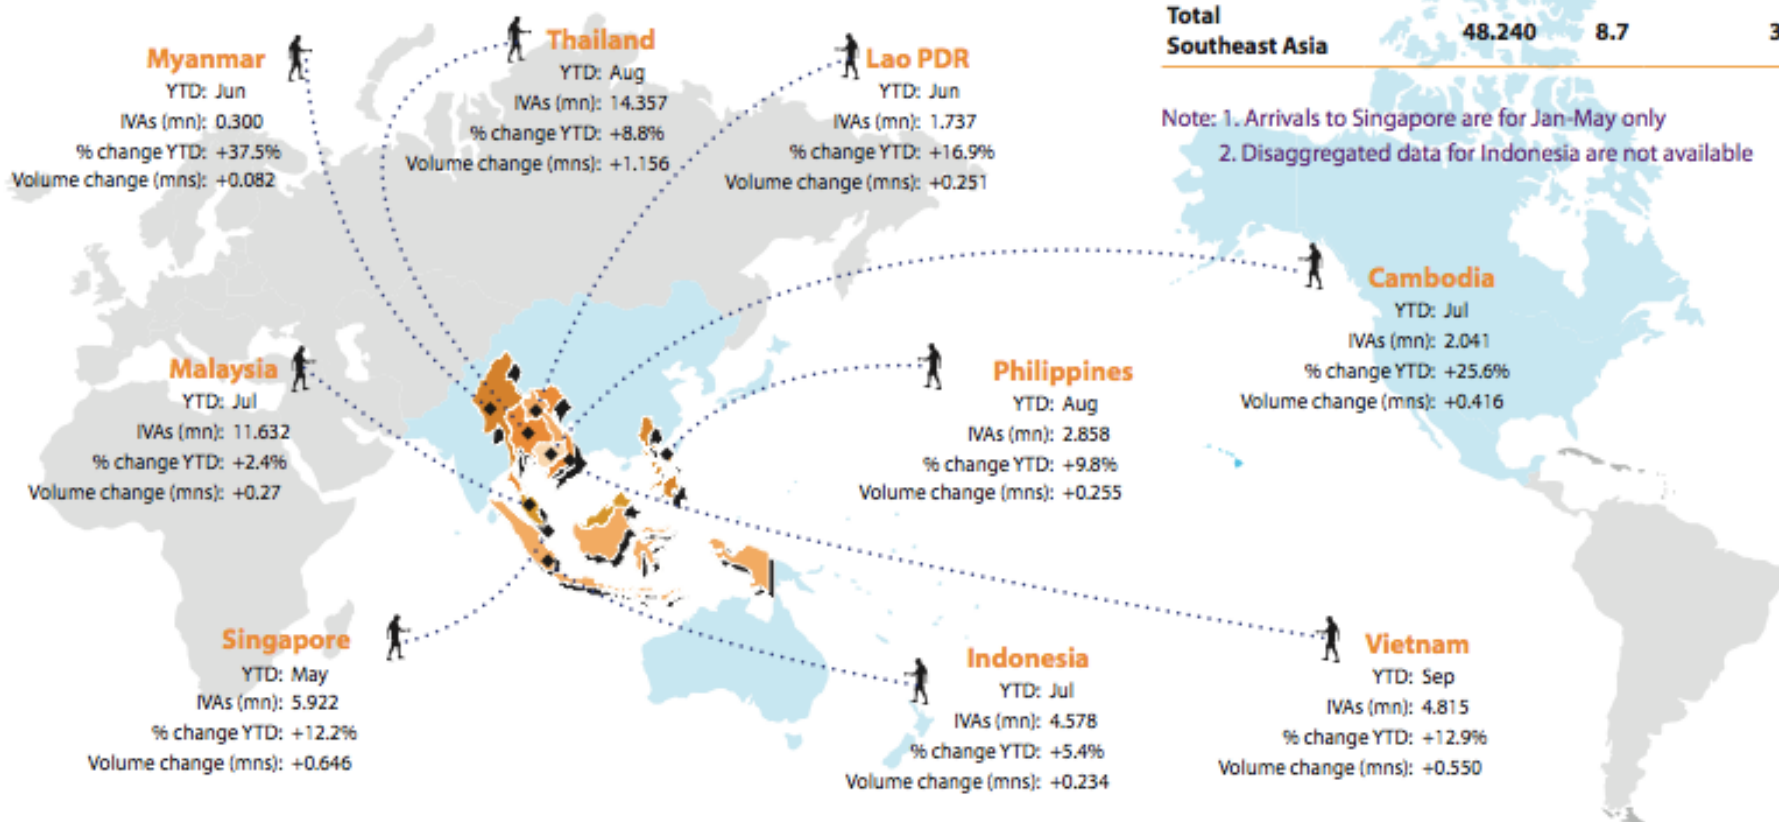 Total
Southeast Asia 48.240 8.7 3
Note: 1. Arrivals to Singapore are for Jan-May only
2. Disaggregated data for Indonesia are not available
Myanmar
YTD: Jun
IVAs (mn): 0.300
% change YTD: +37.5%
Volume change (mns): +0.082
Thailand
YTD: Aug
IVAs (mn): 14.357
% change YTD: +8.8%
Volume change (mns): +1.156
Lao PDR
YTD: Jun
IVAs (mn): 1.737
% change YTD: +16.9%
Volume change (mns): +0.251
Cambodia
YTD: Jul
IVAs (mn): 2.041
% change YTD: +25.6%
Volume change (mns): +0.416
Malaysia
YTD: Jul
IVAs (mn): 11.632
% change YTD: +2.4%
Volume change (mns): +0.27
Philippines
YTD: Aug
IVAs (mn): 2.858
% change YTD: +9.8%
Volume change (mns): +0.255
Singapore
YTD: May
IVAs (mn): 5.922
% change YTD: +12.2%
Volume change (mns): +0.646
Indonesia
YTD: Jul
IVAs (mn): 4.578
% change YTD: +5.4%
Volume change (mns): +0.234
Vietnam
YTD: Sep
IVAs (mn): 4.815
% change YTD: +12.9%
Volume change (mns): +0.550